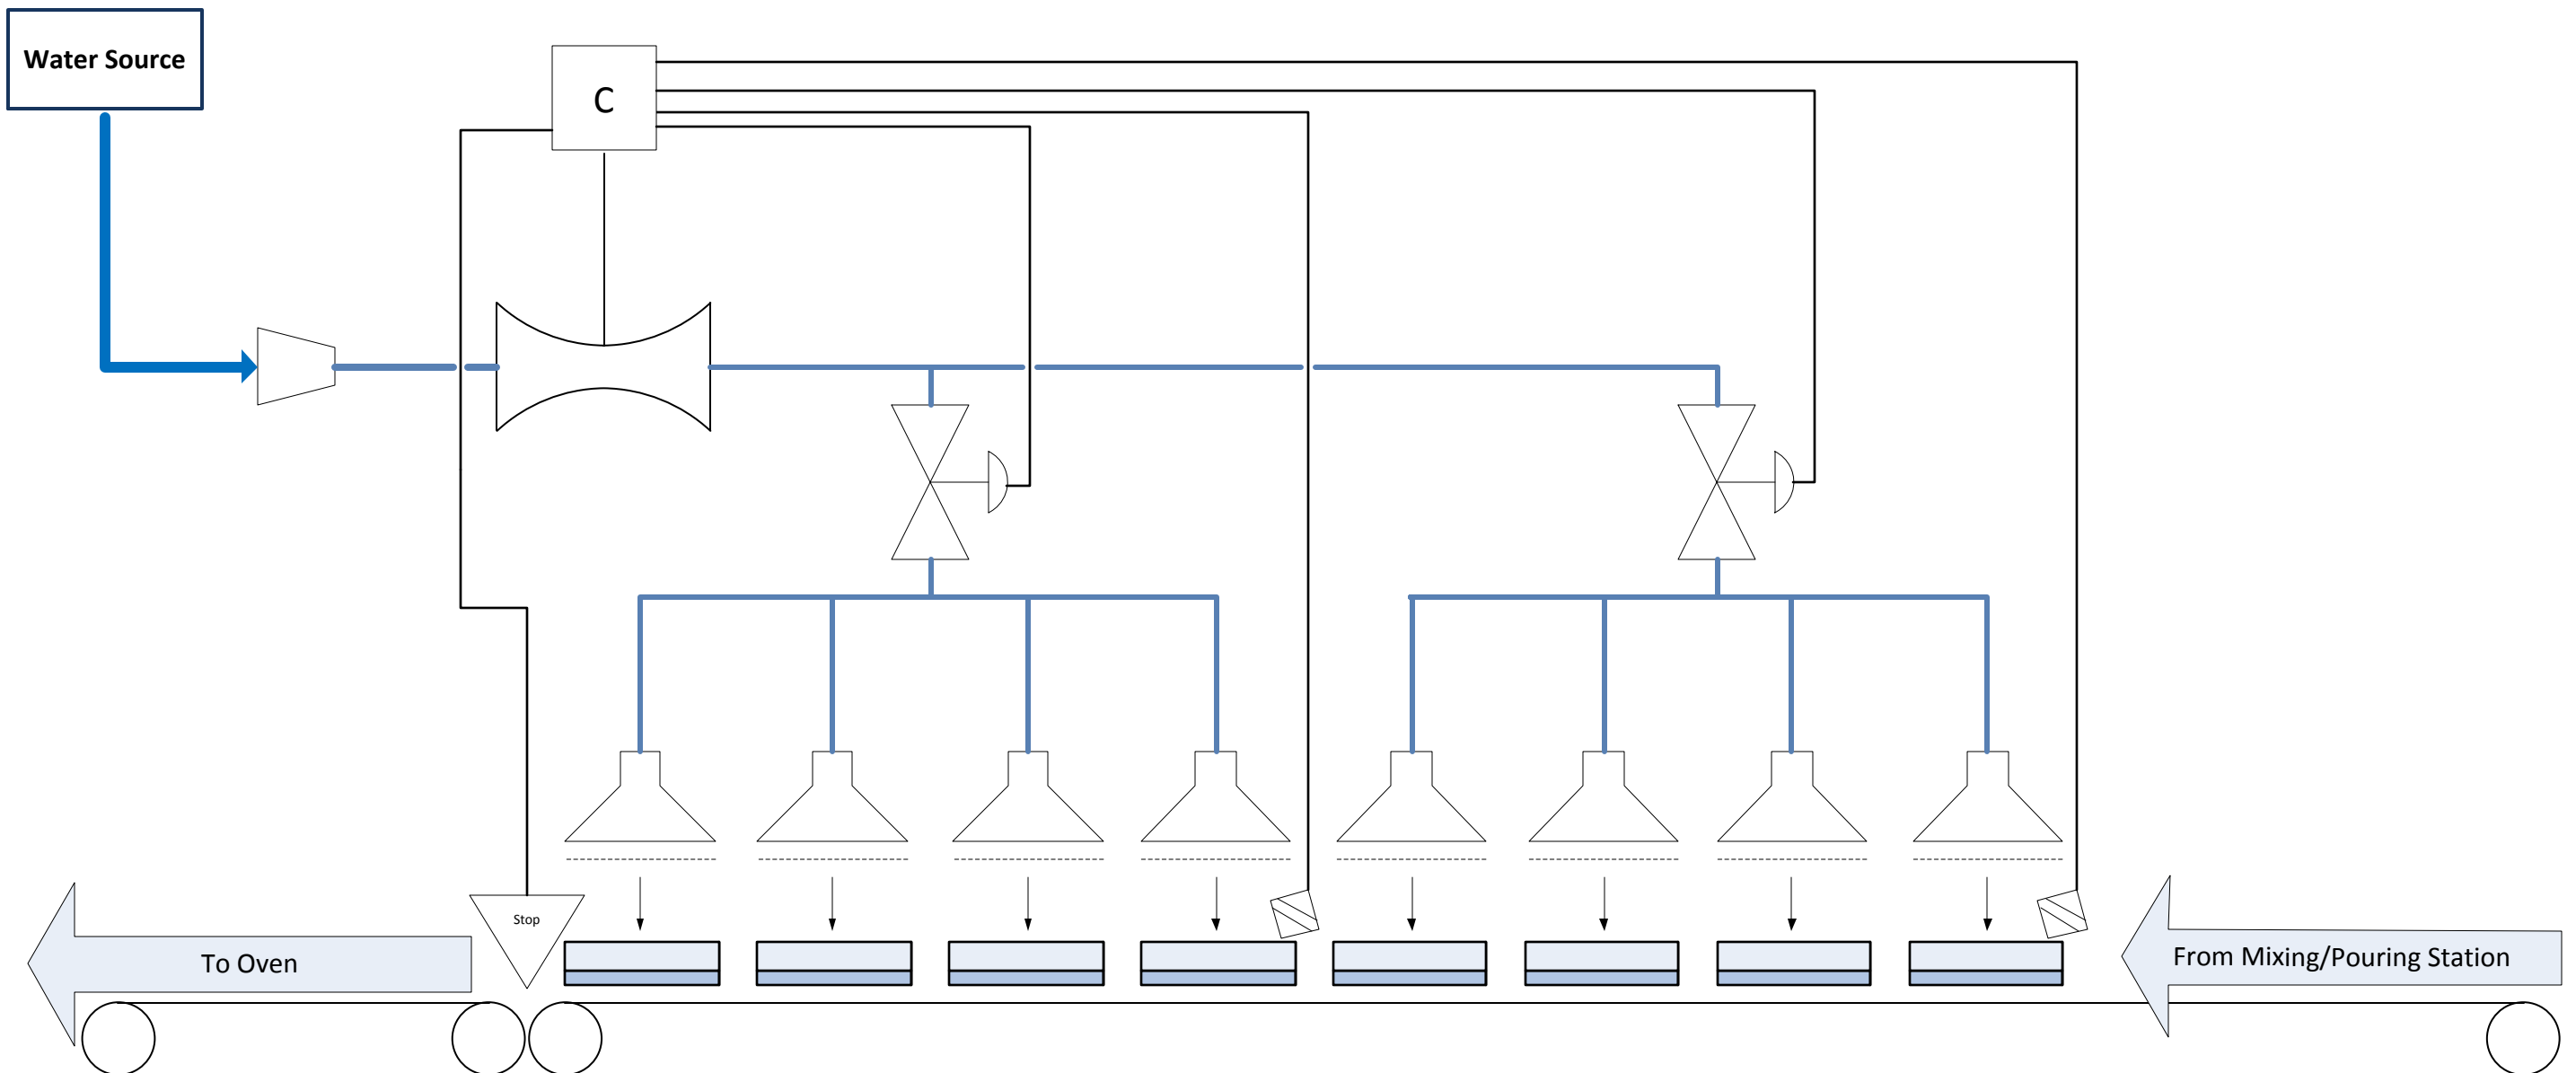 Water Source
C
Stop
To Oven
From Mixing/Pouring Station